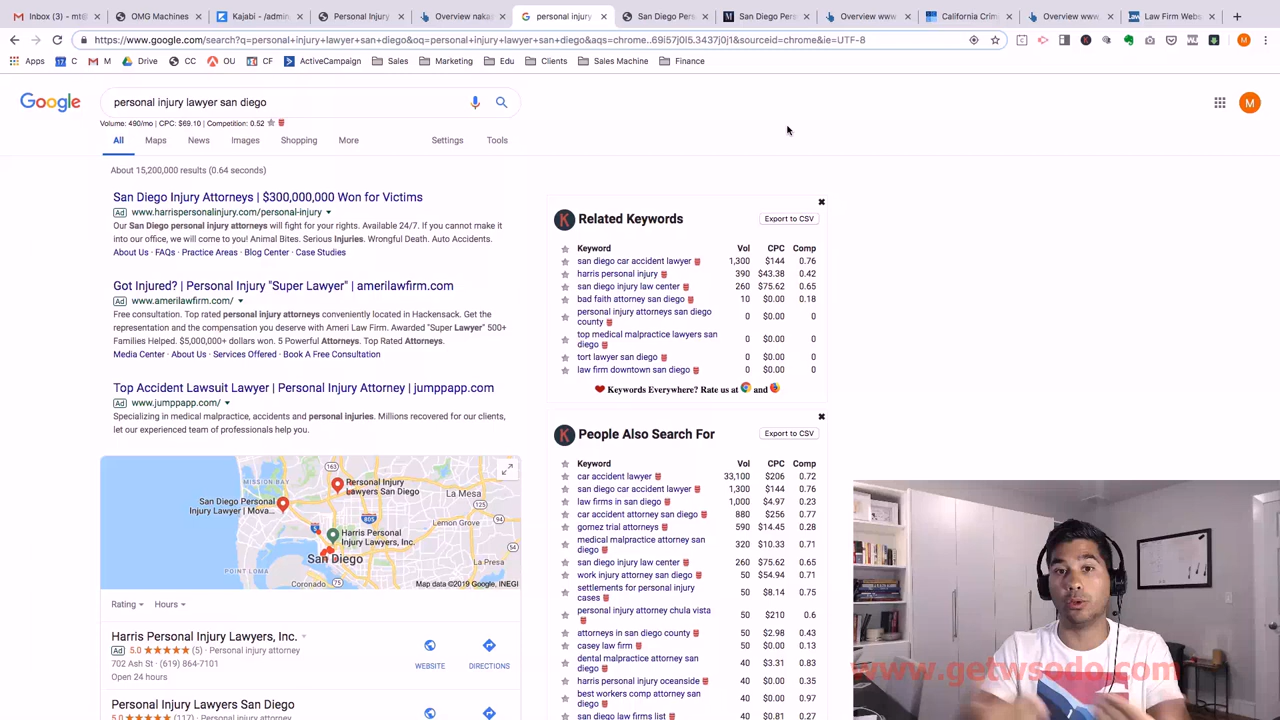 Inbox (3) - mt@
OMG Machines
Kajabi - /admin
Personal Injury
Overview naka
personal injury
San Diego Pers
San Diego Pers
Overview www
California Crim
Overview www.
Law Firm Webs
https://www.google.com/search?q=personal+injury+lawyer+san+diego&oq=personal+injury+lawyer+san+diego&aqs=chrome..69i57j0l5.3437j0j1&sourceid=chrome&ie=UTF-8
Apps 17 C M Drive CC OU CF ActiveCampaign Sales Marketing Edu Clients Sales Machine Finance
Google
personal injury lawyer san diego
M
Volume: 490/mo | CPC: $69.10 | Competition: 0.52
All Maps News Images Shopping More Settings Tools
About 15,200,000 results (0.64 seconds)
San Diego Injury Attorneys | $300,000,000 Won for Victims
Ad www.harrispersonalinjury.com/personal-injury
Our San Diego personal injury attorneys will fight for your rights. Available 24/7. If you cannot make it
into our office, we will come to you! Animal Bites. Serious Injuries. Wrongful Death. Auto Accidents.
About Us · FAQs · Practice Areas · Blog Center · Case Studies
Got Injured? | Personal Injury "Super Lawyer" | amerilawfirm.com
Ad www.amerilawfirm.com/
Free consultation. Top rated personal injury attorneys conveniently located in Hackensack. Get the
representation and the compensation you deserve with Ameri Law Firm. Awarded "Super Lawyer" 500+
Families Helped. $5,000,000+ dollars won. 5 Powerful Attorneys. Top Rated Attorneys.
Media Center · About Us · Services Offered · Book A Free Consultation
Top Accident Lawsuit Lawyer | Personal Injury Attorney | jumppapp.com
Ad www.jumppapp.com/
Specializing in medical malpractice, accidents and personal injuries. Millions recovered for our clients,
let our experienced team of professionals help you.
163
MISSION BAY
Personal Injury
Lawyers San Diego
La Mesa
San Diego Personal
Injury Lawyer | Mova...
125
94
805
Lemon Grove
Harris Personal
Injury Lawyers, Inc.
San Diego
54
POINT LOMA
Coronado
75
Map data ©2019 Google, INEGI
Rating Hours
Harris Personal Injury Lawyers, Inc.
Ad 5.0 (5) · Personal injury attorney
702 Ash St · (619) 864-7101
Open 24 hours
WEBSITE DIRECTIONS
Personal Injury Lawyers San Diego
5.0 (117) · Personal injury attorney
K Related Keywords Export to CSV
Keyword Vol CPC Comp
san diego car accident lawyer 1,300 $144 0.76
harris personal injury 390 $43.38 0.42
san diego injury law center 260 $75.62 0.65
bad faith attorney san diego 10 $0.00 0.18
personal injury attorneys san diego
county 0 $0.00 0
top medical malpractice lawyers san
diego 0 $0.00 0
tort lawyer san diego 0 $0.00 0
law firm downtown san diego 0 $0.00 0
Keywords Everywhere? Rate us at and
K People Also Search For Export to CSV
Keyword Vol CPC Comp
car accident lawyer 33,100 $206 0.72
san diego car accident lawyer 1,300 $144 0.76
law firms in san diego 1,000 $4.97 0.23
car accident attorney san diego 880 $256 0.77
gomez trial attorneys 590 $14.45 0.28
medical malpractice attorney san
diego 320 $10.33 0.71
san diego injury law center 260 $75.62 0.65
work injury attorney san diego 50 $54.94 0.71
settlements for personal injury
cases 50 $8.14 0.75
personal injury attorney chula vista
50 $210 0.6
attorneys in san diego county 50 $2.98 0.43
casey law firm 50 $0.00 0.13
dental malpractice attorney san
diego 40 $3.31 0.83
harris personal injury oceanside 40 $0.00 0.35
best workers comp attorney san
diego 40 $0.00 0.97
san diego law firms list 40 $0.81 0.27
www.getwsodo.com